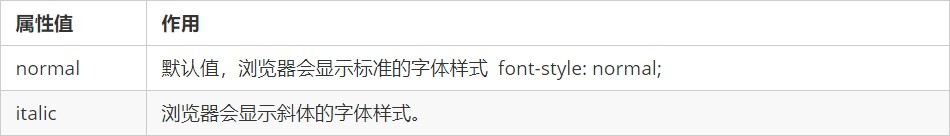 属性值 作用
normal 默认值，浏览器会显示标准的字体样式 font-style: normal;
italic 浏览器会显示斜体的字体样式。